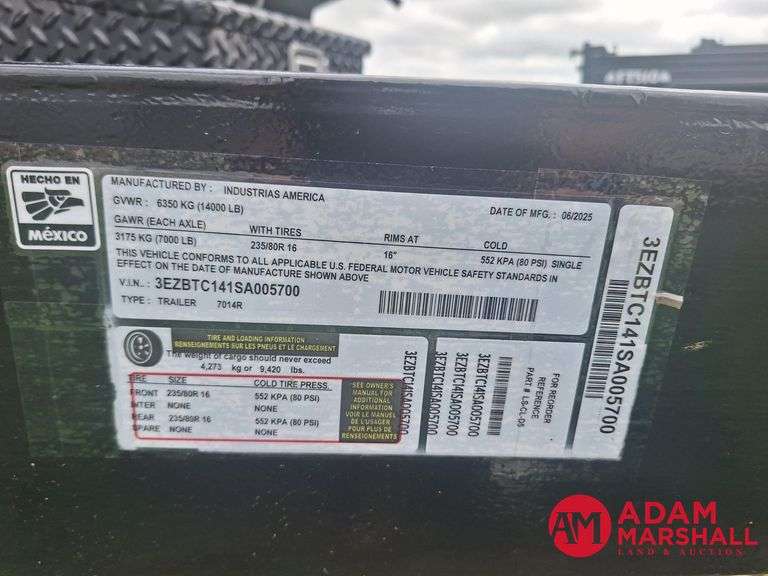 HECHO EN
MÉXICO
MANUFACTURED BY: INDUSTRIAS AMERICA
GVWR: 6350 KG (14000 LB) DATE OF MFG.: 06/2025
GAWR (EACH AXLE) WITH TIRES RIMS AT COLD
3175 KG (7000 LB) 235/80R 16 16" 552 KPA (80 PSI) SINGLE
THIS VEHICLE CONFORMS TO ALL APPLICABLE U.S. FEDERAL MOTOR VEHICLE SAFETY STANDARDS IN
EFFECT ON THE DATE OF MANUFACTURE SHOWN ABOVE
V.I.N.: 3EZBTC141SA005700
TYPE: TRAILER 7014R
3EZBTC141SA005700
TIRE AND LOADING INFORMATION
RENSEIGNEMENTS SUR LES PNEUS ET LE CHARGEMENT
The weight of cargo should never exceed
4,273 kg or 9,420 lbs.
TIRE SIZE COLD TIRE PRESS.
FRONT 235/80R 16 552 KPA (80 PSI)
INTER NONE NONE
REAR 235/80R 16 552 KPA (80 PSI)
SPARE NONE NONE
SEE OWNER'S
MANUAL FOR
ADDITIONAL
INFORMATION
VOIR LE MANUEL
DE L'USAGER
POUR PLUS DE
RENSEIGNEMENTS
3EZBTC141SA005700
3EZBTC141SA005700
3EZBTC141SA005700
FOR REORDER
REFERENCE
PART # LS-GL-D5
AM
ADAM
MARSHALL
LAND & AUCTION